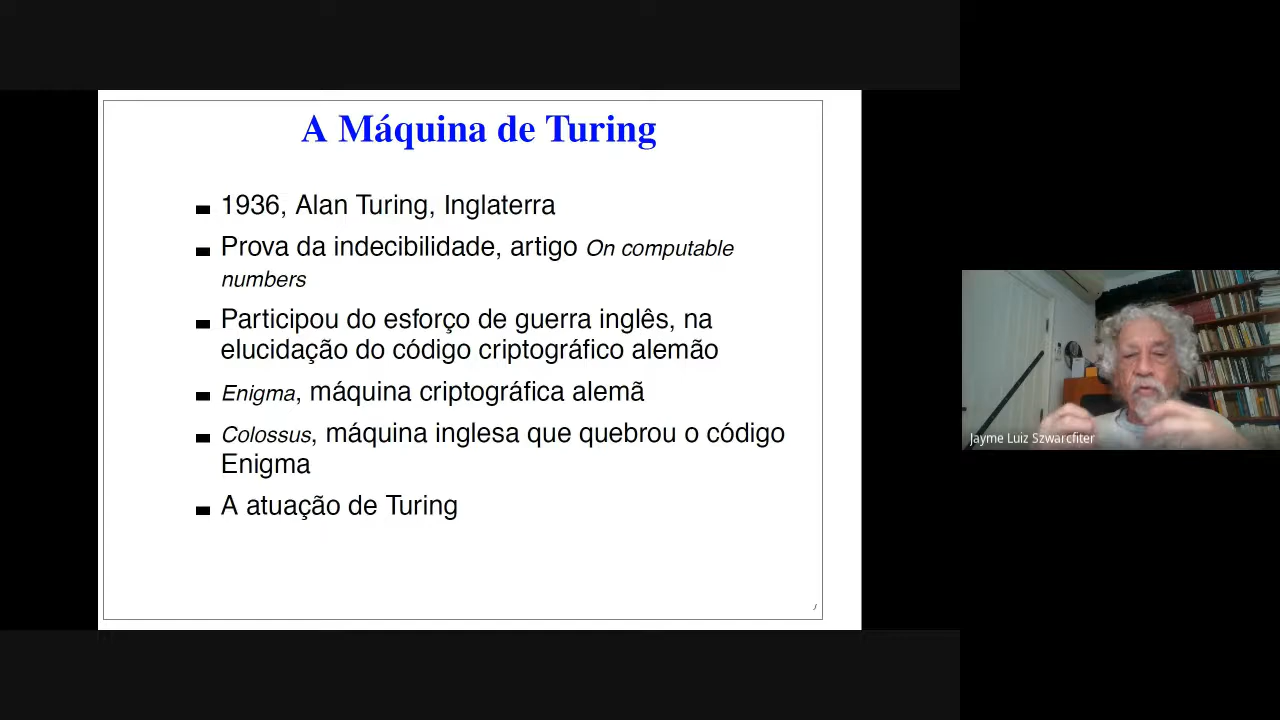 A Máquina de Turing
1936, Alan Turing, Inglaterra
Prova da indecibilidade, artigo On computable
numbers
Participou do esforço de guerra inglês, na
elucidação do código criptográfico alemão
Enigma, máquina criptográfica alemã
Colossus, máquina inglesa que quebrou o código
Enigma
A atuação de Turing
Jayme Luiz Szwarcfiter